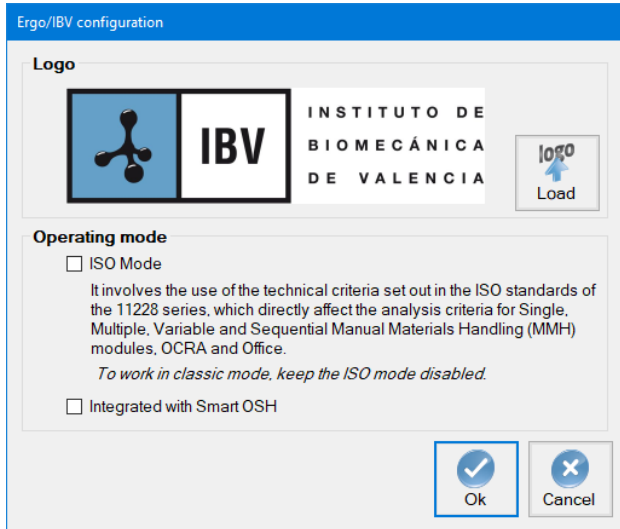 Ergo/IBV configuration
Logo
IBV
INSTITUTO DE
BIOMECÁNICA
DE VALENCIA
logo
Load
Operating mode
ISO Mode
It involves the use of the technical criteria set out in the ISO standards of
the 11228 series, which directly affect the analysis criteria for Single,
Multiple, Variable and Sequential Manual Materials Handling (MMH)
modules, OCRA and Office.
To work in classic mode, keep the ISO mode disabled.
Integrated with Smart OSH
Ok
Cancel